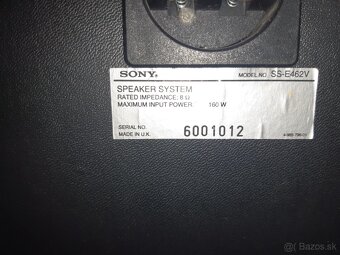 SONY MODEL NO. SS-E462V
SPEAKER SYSTEM
RATED IMPEDANCE: 8 Ω
MAXIMUM INPUT POWER: 160 W
SERIAL NO. 6001012
MADE IN U.K.
Bazos.sk